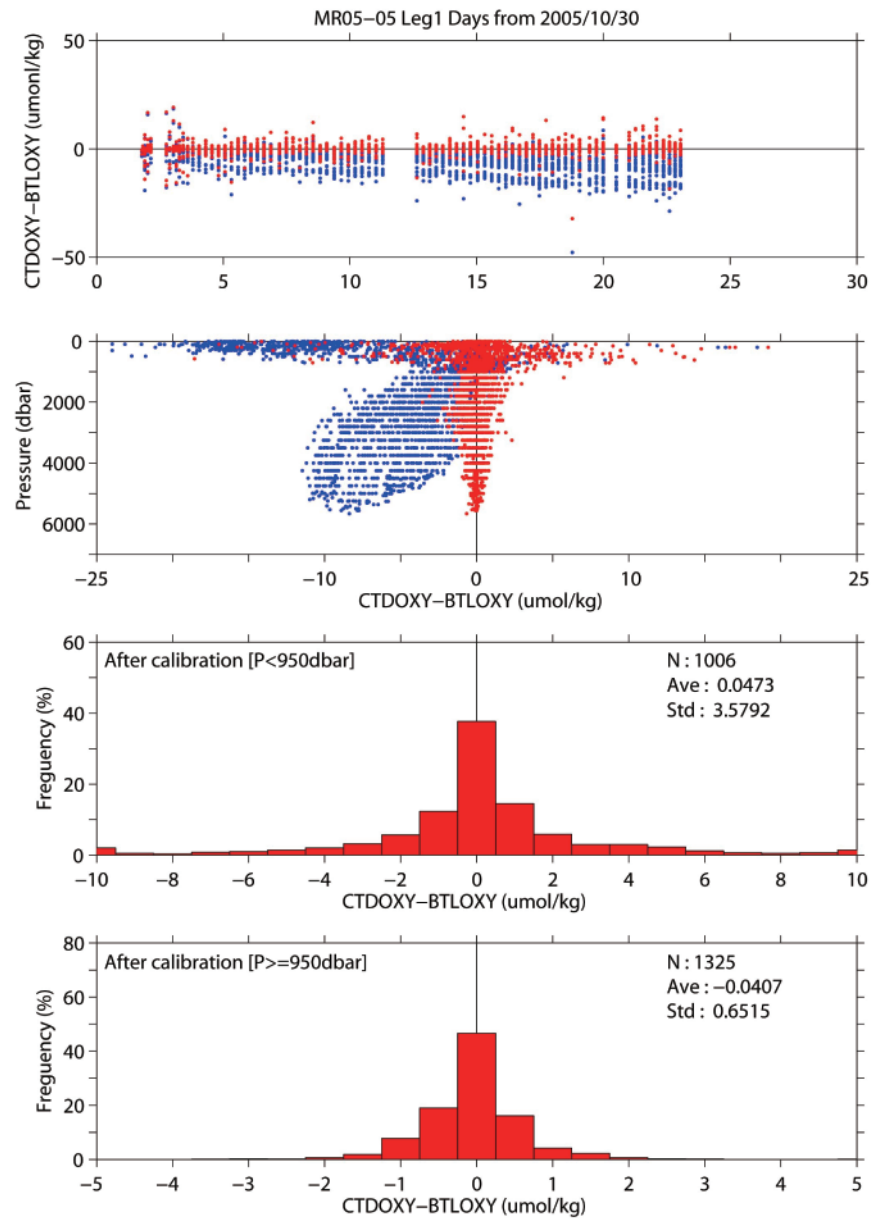 MR05−05 Leg1 Days from 2005/10/30
CTDOXY−BTLOXY (umonl/kg)
50
0
−50
0 5 10 15 20 25 30
Pressure (dbar)
0
2000
4000
6000
−25 −10 0 10 25
CTDOXY−BTLOXY (umol/kg)
After calibration [P<950dbar]
N : 1006
Ave : 0.0473
Std : 3.5792
Freguency (%)
60
40
20
0
−10 −8 −6 −4 −2 0 2 4 6 8 10
CTDOXY−BTLOXY (umol/kg)
After calibration [P>=950dbar]
N : 1325
Ave : −0.0407
Std : 0.6515
Freguency (%)
80
60
40
20
0
−5 −4 −3 −2 −1 0 1 2 3 4 5
CTDOXY−BTLOXY (umol/kg)